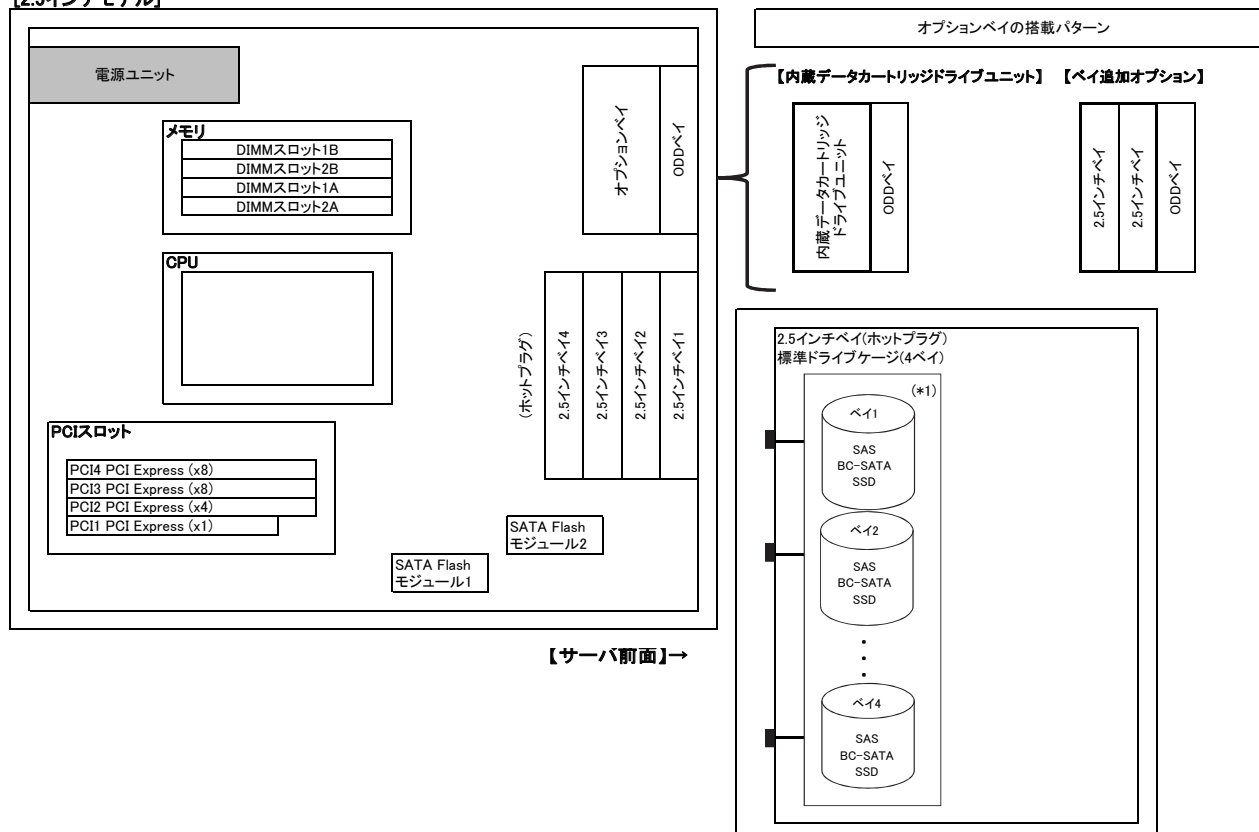 [2.5インチモデル]
電源ユニット
メモリ
DIMMスロット1B
DIMMスロット2B
DIMMスロット1A
DIMMスロット2A
CPU
PCIスロット
PCI4 PCI Express (x8)
PCI3 PCI Express (x8)
PCI2 PCI Express (x4)
PCI1 PCI Express (x1)
オプションベイ
ODDベイ
(ホットプラグ)
2.5インチベイ4
2.5インチベイ3
2.5インチベイ2
2.5インチベイ1
SATA Flash
モジュール2
SATA Flash
モジュール1
【サーバ前面】→
オプションベイの搭載パターン
【内蔵データカートリッジドライブユニット】
内蔵データカートリッジ
ドライブユニット
ODDベイ
【ベイ追加オプション】
2.5インチベイ
2.5インチベイ
ODDベイ
2.5インチベイ(ホットプラグ)
標準ドライブケージ(4ベイ)
(*1)
ベイ1
SAS
BC-SATA
SSD
ベイ2
SAS
BC-SATA
SSD
・
・
・
ベイ4
SAS
BC-SATA
SSD